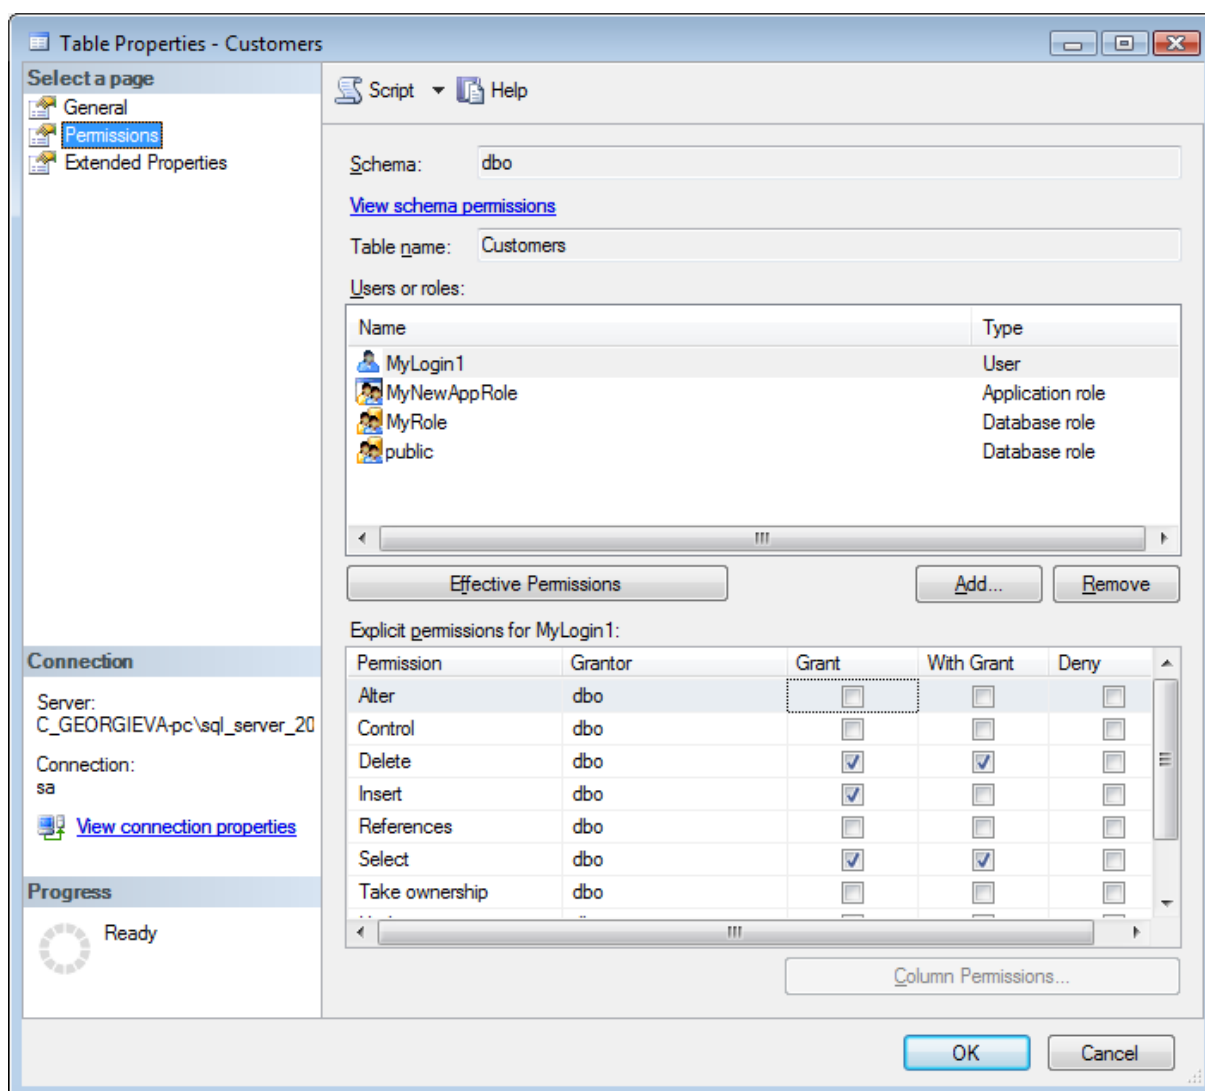 Table Properties - Customers
Select a page
General
Permissions
Extended Properties
Script Help
Schema: dbo
View schema permissions
Table name: Customers
Users or roles:
Name Type
MyLogin1 User
MyNewAppRole Application role
MyRole Database role
public Database role
Effective Permissions Add... Remove
Explicit permissions for MyLogin1:
Permission Grantor Grant With Grant Deny
Alter dbo
Control dbo
Delete dbo
Insert dbo
References dbo
Select dbo
Take ownership dbo
Column Permissions...
Connection
Server:
C_GEORGIEVA-pc\sql_server_20
Connection:
sa
View connection properties
Progress
Ready
OK Cancel